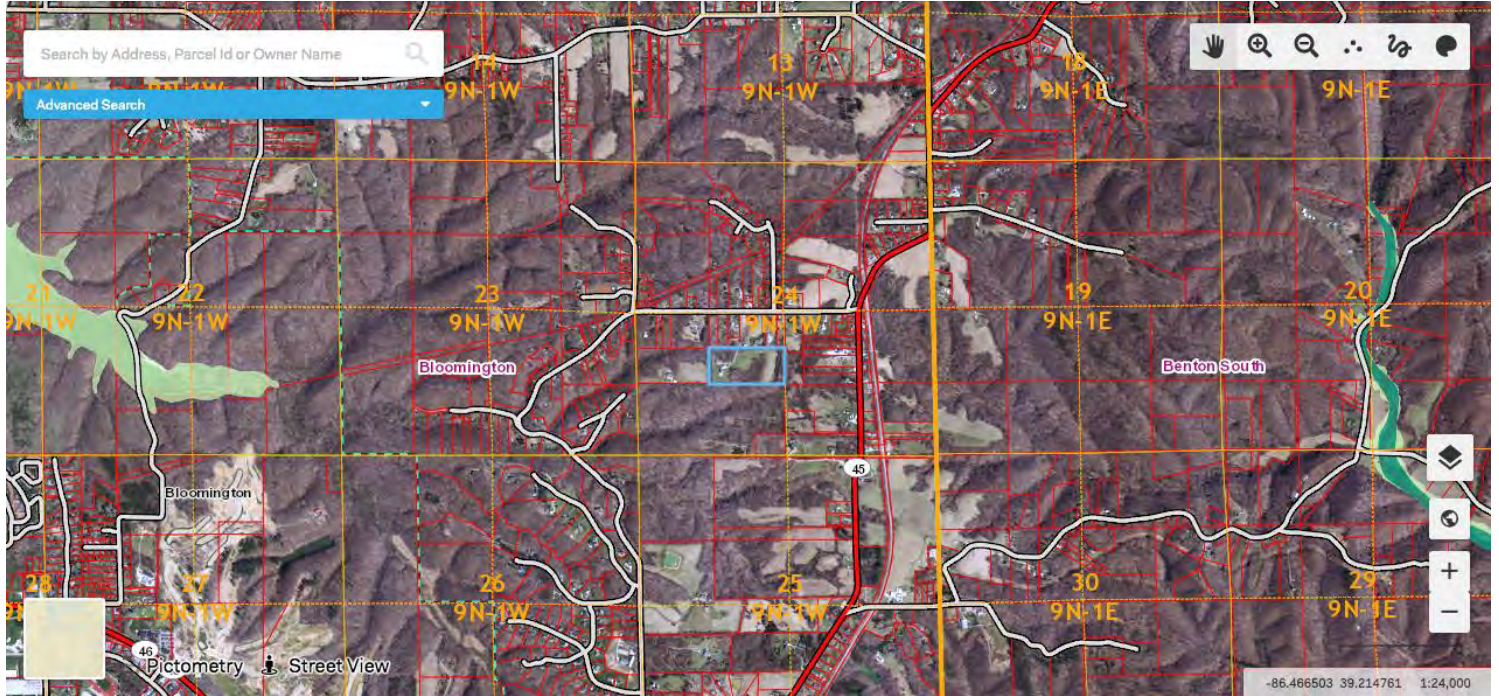 Search by Address, Parcel Id or Owner Name
Advanced Search
14
9N-1W
13
9N-1W
18
9N-1E
9N-1E
21
9N-1W
22
9N-1W
23
9N-1W
24
9N-1W
19
9N-1E
20
9N-1E
Bloomington
Benton South
45
Bloomington
28
27
9N-1W
26
9N-1W
25
9N-1W
30
9N-1E
29
9N-1E
46
Pictometry
Street View
-86.466503 39.214761 1:24,000